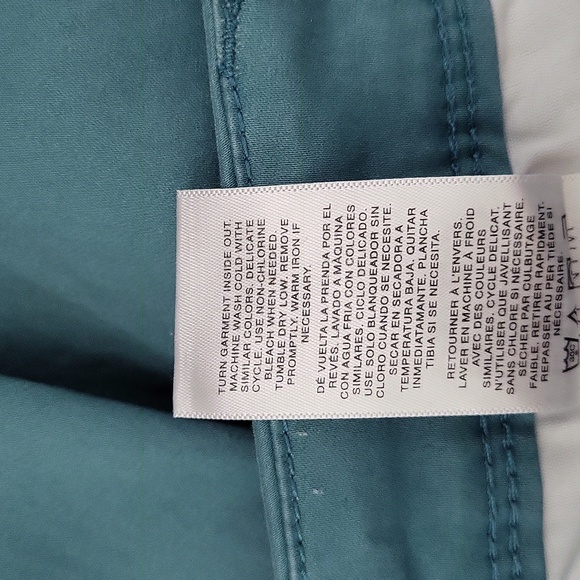 TURN GARMENT INSIDE OUT.
MACHINE WASH COLD WITH
SIMILAR COLORS. DELICATE
CYCLE. USE NON-CHLORINE
BLEACH WHEN NEEDED.
TUMBLE DRY LOW. REMOVE
PROMPTLY. WARM IRON IF
NECESSARY.
DÉ VUELTA LA PRENDA POR EL
REVÉS. LAVADO A MÁQUINA
CON AGUA FRÍA CON COLORES
SIMILARES. CICLO DELICADO.
USE SOLO BLANQUEADOR SIN
CLORO CUANDO SE NECESITE.
SECAR EN SECADORA A
TEMPERATURA BAJA. QUITAR
INMEDIATAMENTE. PLANCHA
TIBIA SI SE NECESITA.
RETOURNER À L'ENVERS.
LAVER EN MACHINE À FROID
AVEC DES COULEURS
SIMILAIRES. CYCLE DÉLICAT.
N'UTILISER QUE AGENT BLANCHISSANT
SANS CHLORE SI NÉCESSAIRE.
SÉCHER PAR CULBUTAGE
FAIBLE. RETIRER RAPIDEMENT.
REPASSER AU FER TIÈDE SI
NÉCESSAIRE.